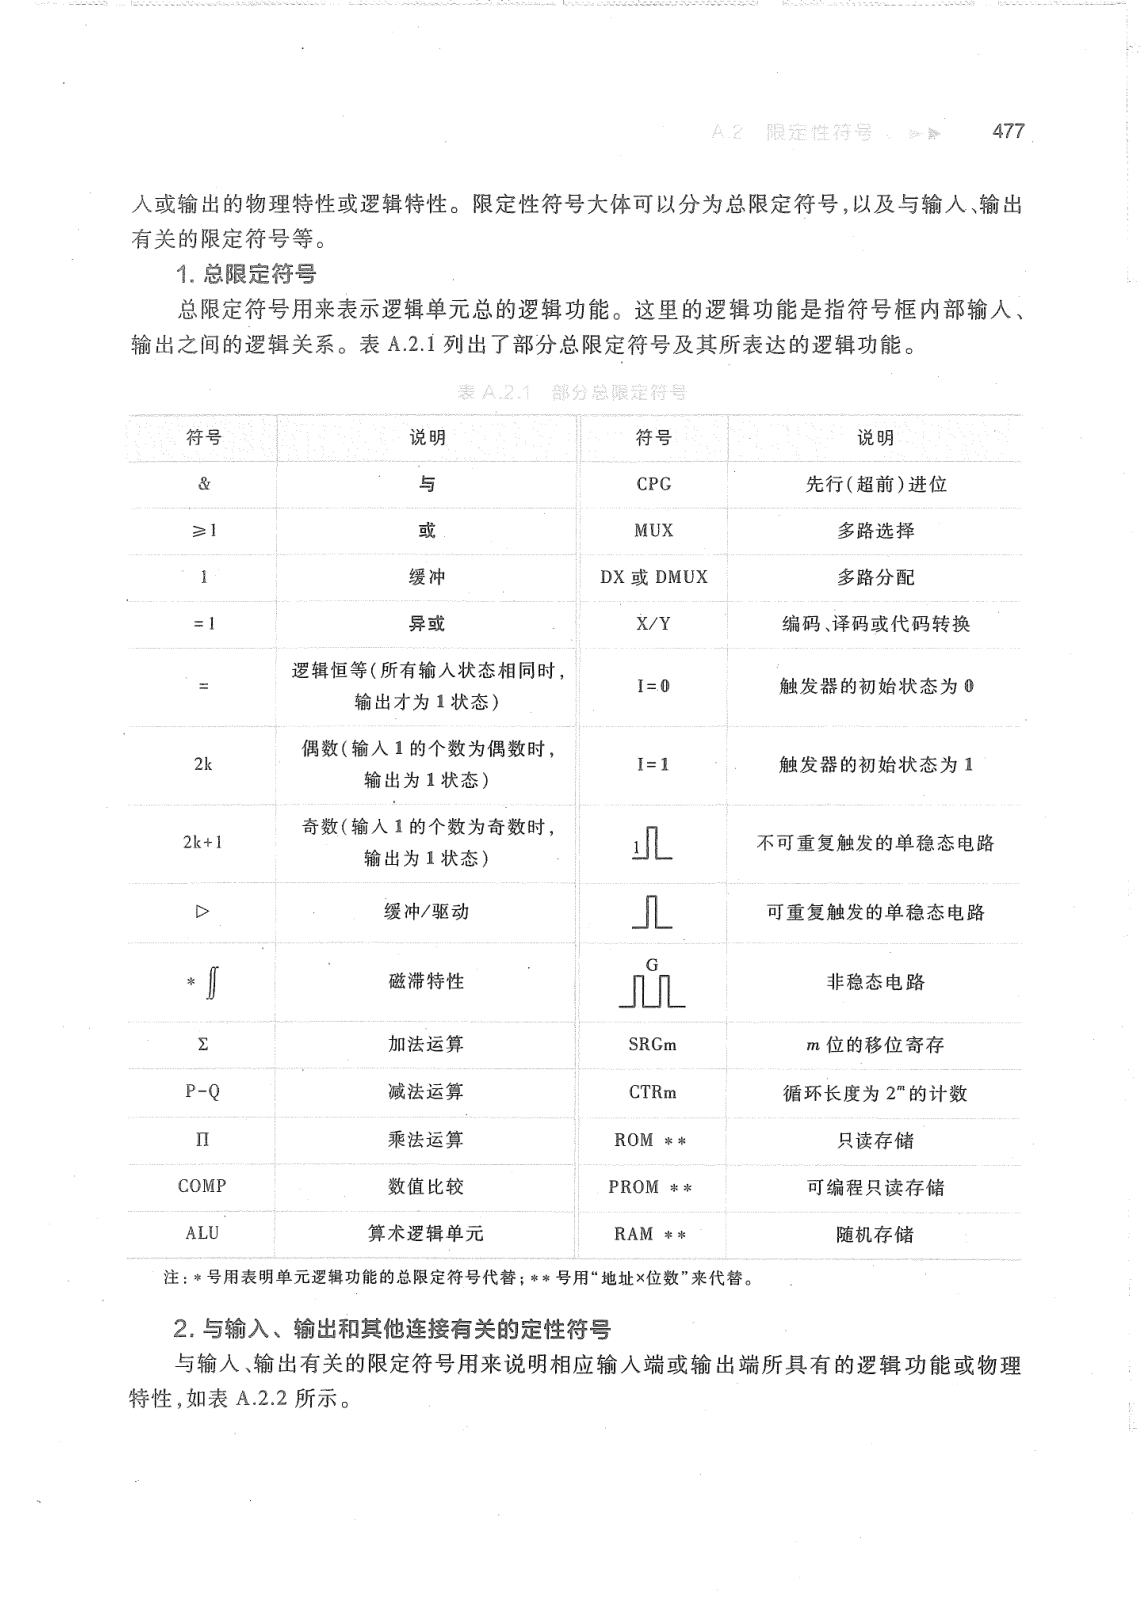 A.2 限定性符号 477
入或输出的物理特性或逻辑特性。限定性符号大体可以分为总限定符号,以及与输入、输出
有关的限定符号等。
1. 总限定符号
总限定符号用来表示逻辑单元总的逻辑功能。这里的逻辑功能是指符号框内部输入、
输出之间的逻辑关系。表 A.2.1 列出了部分总限定符号及其所表达的逻辑功能。
表 A.2.1 部分总限定符号
符号 说明 符号 说明
& 与 CPG 先行(超前)进位
≥1 或 MUX 多路选择
1 缓冲 DX 或 DMUX 多路分配
=1 异或 X/Y 编码、译码或代码转换
= 逻辑恒等(所有输入状态相同时,
输出才为 1 状态) I=0 触发器的初始状态为 0
2k 偶数(输入 1 的个数为偶数时,
输出为 1 状态) I=1 触发器的初始状态为 1
2k+1 奇数(输入 1 的个数为奇数时,
输出为 1 状态) 1 不可重复触发的单稳态电路
▷ 缓冲/驱动 可重复触发的单稳态电路
* 磁滞特性 G 非稳态电路
Σ 加法运算 SRGm m 位的移位寄存
P-Q 减法运算 CTRm 循环长度为 2^m 的计数
Π 乘法运算 ROM ** 只读存储
COMP 数值比较 PROM ** 可编程只读存储
ALU 算术逻辑单元 RAM ** 随机存储
注:* 号用表明单元逻辑功能的总限定符号代替;** 号用“地址×位数”来代替。
2. 与输入、输出和其他连接有关的定性符号
与输入、输出有关的限定符号用来说明相应输入端或输出端所具有的逻辑功能或物理
特性,如表 A.2.2 所示。